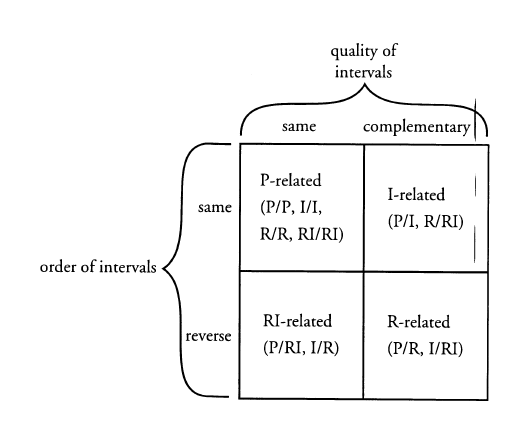 quality of
intervals
same
complementary
P-related
(P/P, I/I,
R/R, RI/RI)
I-related
(P/I, R/RI)
same
order of intervals
reverse
RI-related
(P/RI, I/R)
R-related
(P/R, I/RI)